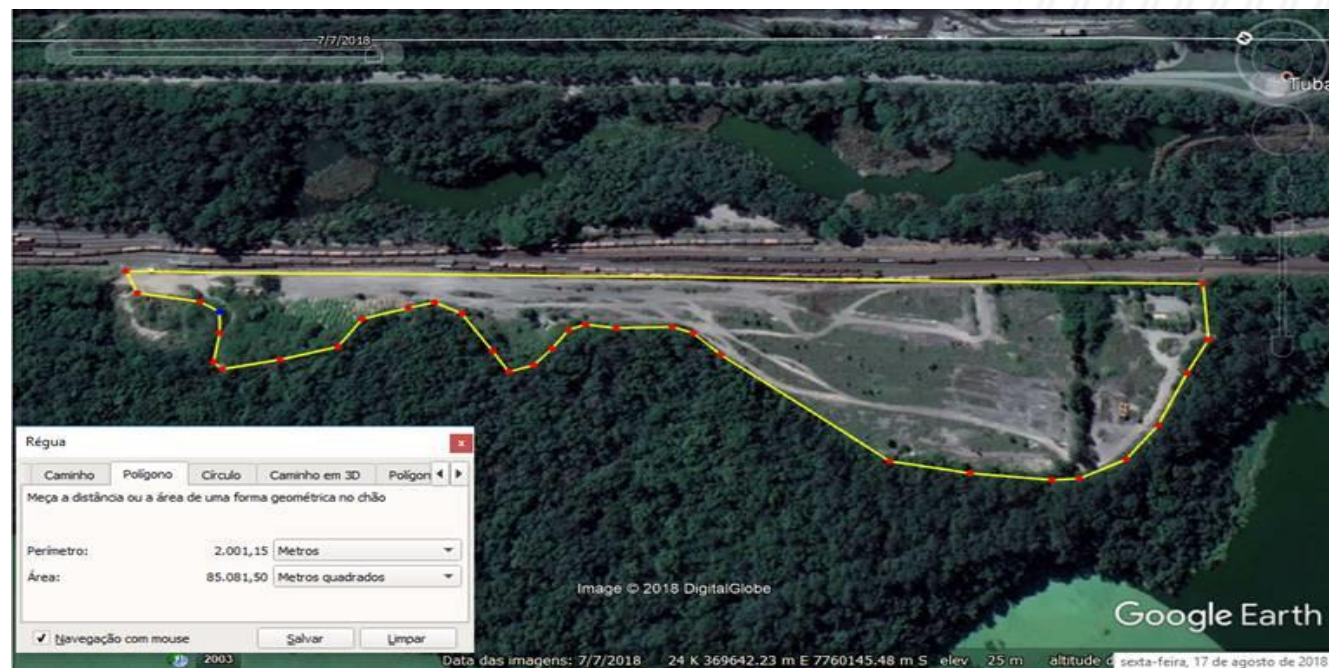 7/7/2018
Tuba
Régua
Caminho Polígono Círculo Caminho em 3D Polígon
Meça a distância ou a área de uma forma geométrica no chão
Perímetro: 2.001,15 Metros
Área: 85.081,50 Metros quadrados
Navegação com mouse Salvar Limpar
Image © 2018 DigitalGlobe
Google Earth
2003 Data das imagens: 7/7/2018 24 K 369642.23 m E 7760145.48 m S elev 25 m altitude d sexta-feira, 17 de agosto de 2018